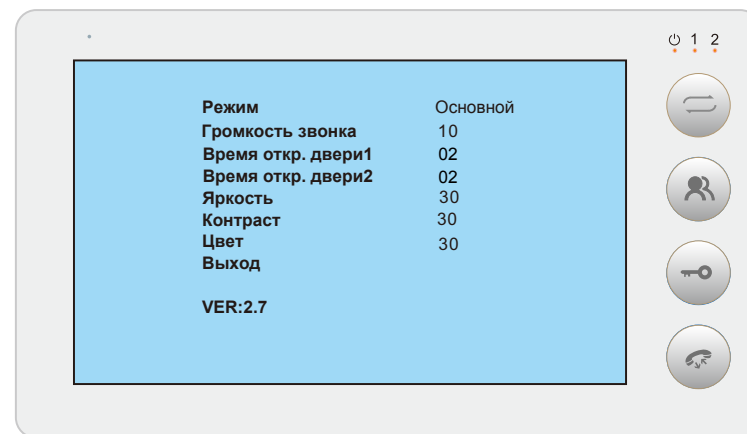 1 2
Режим Основной
Громкость звонка 10
Время откр. двери1 02
Время откр. двери2 02
Яркость 30
Контраст 30
Цвет 30
Выход
VER:2.7